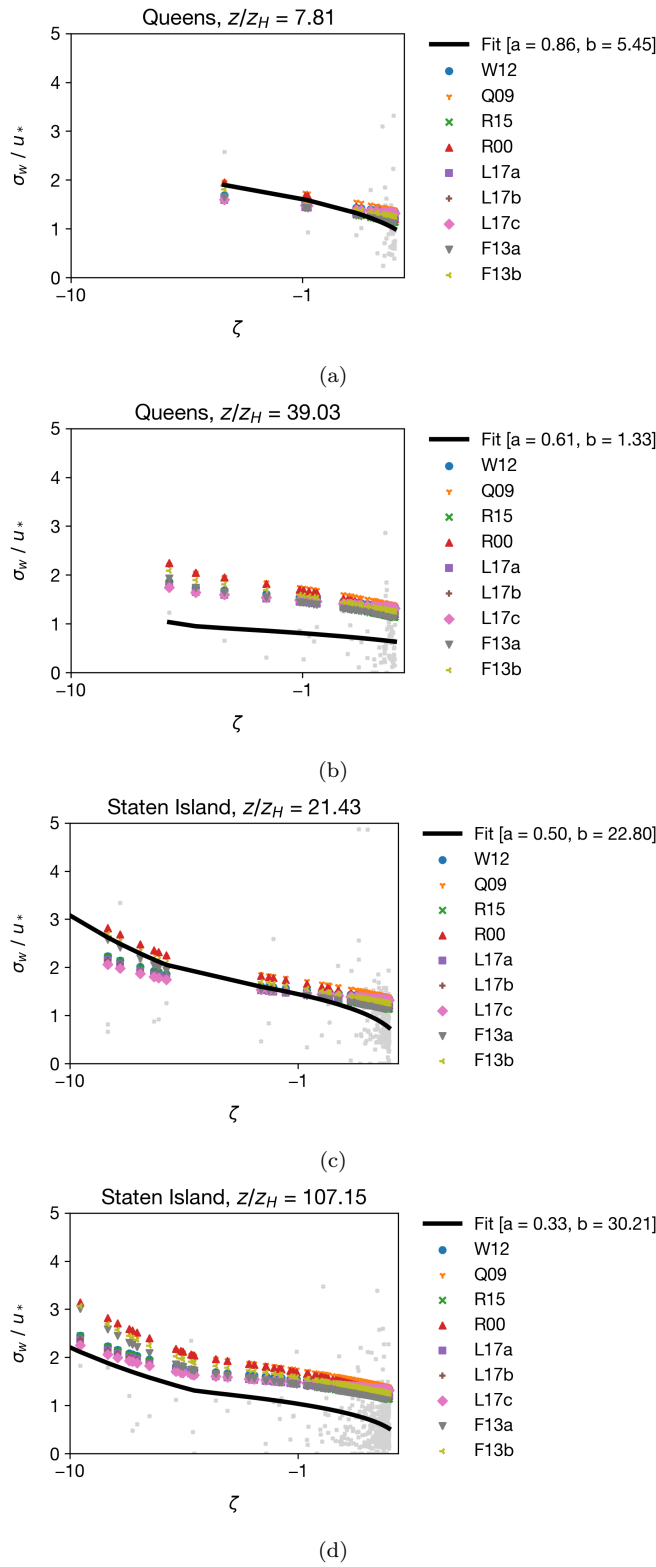 Queens, z/z_H = 7.81
5
4
3
2
1
0
σ_w / u_*
-10
-1
ζ
Fit [a = 0.86, b = 5.45]
W12
Q09
R15
R00
L17a
L17b
L17c
F13a
F13b
(a)
Queens, z/z_H = 39.03
5
4
3
2
1
0
σ_w / u_*
-10
-1
ζ
Fit [a = 0.61, b = 1.33]
W12
Q09
R15
R00
L17a
L17b
L17c
F13a
F13b
(b)
Staten Island, z/z_H = 21.43
5
4
3
2
1
0
σ_w / u_*
-10
-1
ζ
Fit [a = 0.50, b = 22.80]
W12
Q09
R15
R00
L17a
L17b
L17c
F13a
F13b
(c)
Staten Island, z/z_H = 107.15
5
4
3
2
1
0
σ_w / u_*
-10
-1
ζ
Fit [a = 0.33, b = 30.21]
W12
Q09
R15
R00
L17a
L17b
L17c
F13a
F13b
(d)